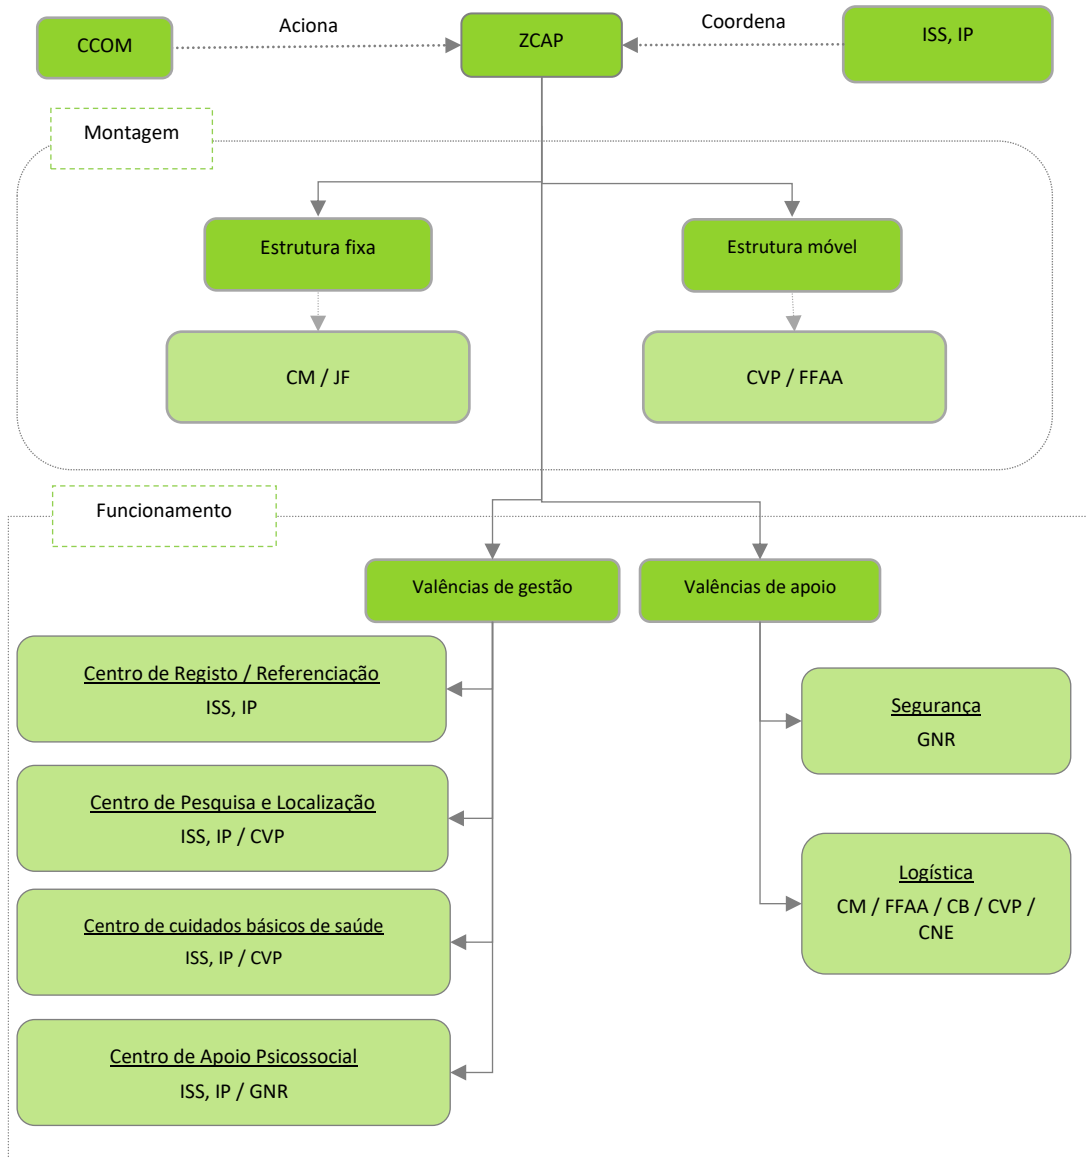 CCOM
Aciona
ZCAP
Coordena
ISS, IP
Montagem
Estrutura fixa
Estrutura móvel
CM / JF
CVP / FFAA
Funcionamento
Valências de gestão
Valências de apoio
Centro de Registo / Referenciação
ISS, IP
Segurança
GNR
Centro de Pesquisa e Localização
ISS, IP / CVP
Logística
CM / FFAA / CB / CVP /
CNE
Centro de cuidados básicos de saúde
ISS, IP / CVP
Centro de Apoio Psicossocial
ISS, IP / GNR